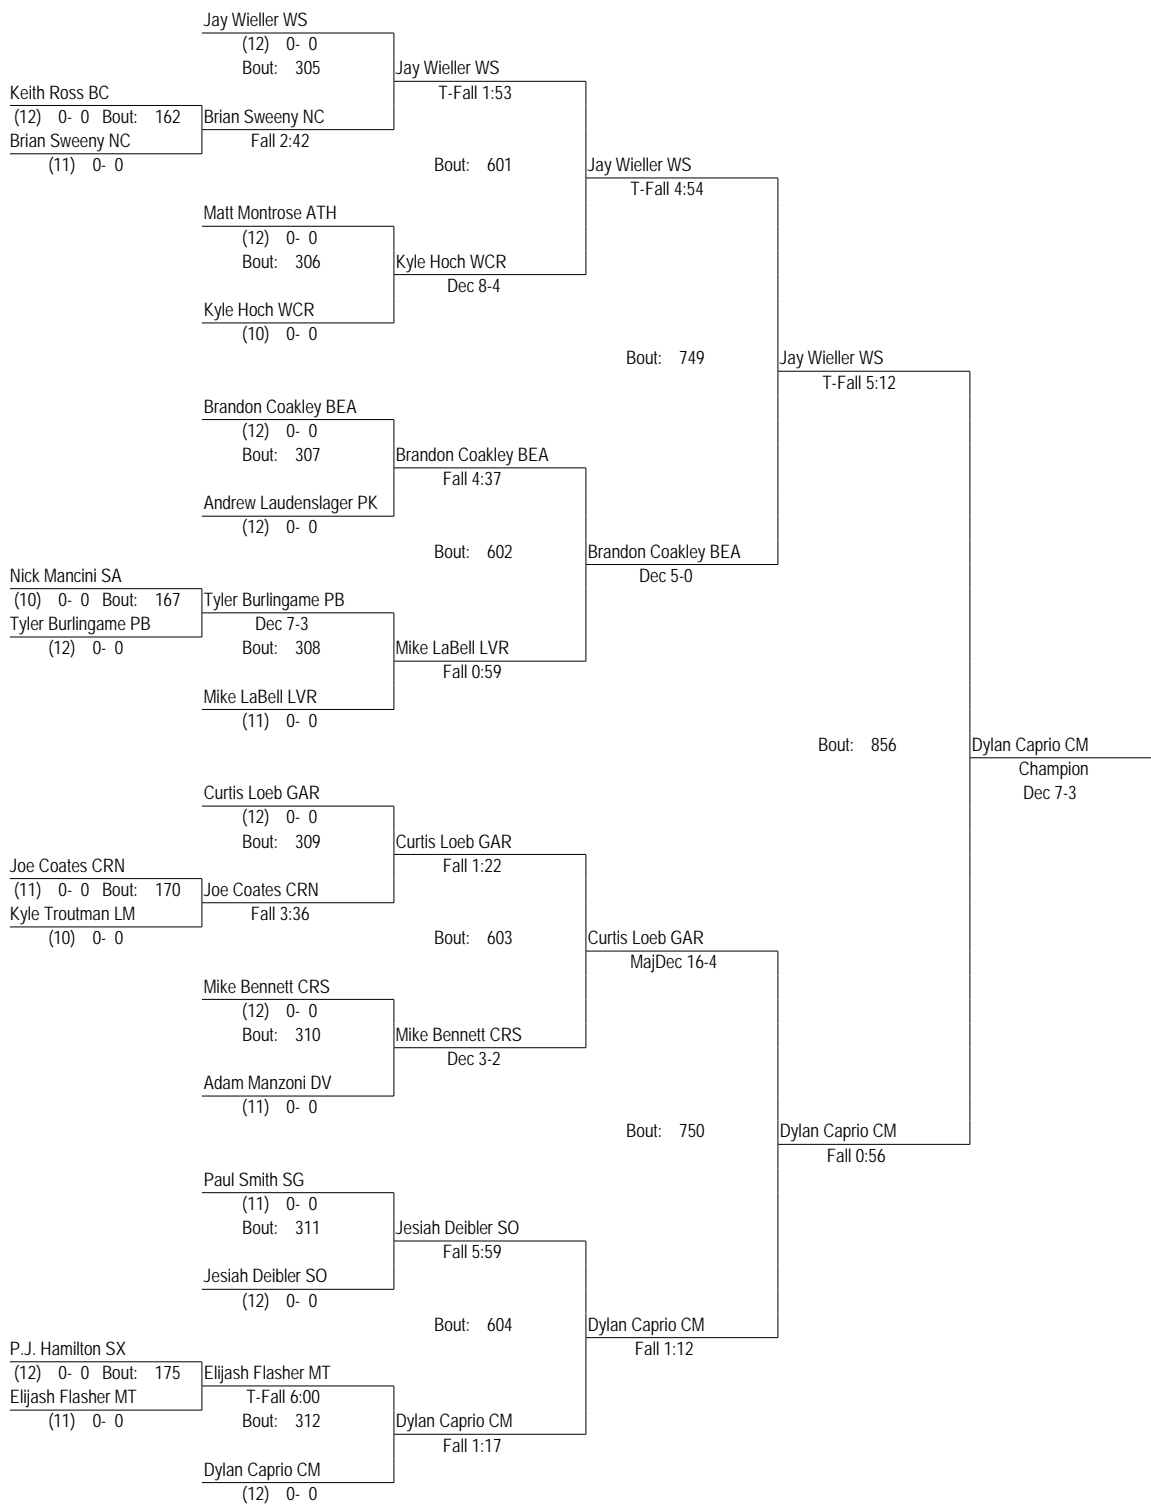 Jay Wieller WS
(12) 0- 0
Bout: 305
Jay Wieller WS
T-Fall 1:53
Keith Ross BC
(12) 0- 0 Bout: 162
Brian Sweeny NC
Brian Sweeny NC
Fall 2:42
(11) 0- 0
Bout: 601
Jay Wieller WS
T-Fall 4:54
Matt Montrose ATH
(12) 0- 0
Bout: 306
Kyle Hoch WCR
Dec 8-4
Kyle Hoch WCR
(10) 0- 0
Bout: 749
Jay Wieller WS
T-Fall 5:12
Brandon Coakley BEA
(12) 0- 0
Bout: 307
Brandon Coakley BEA
Fall 4:37
Andrew Laudenslager PK
(12) 0- 0
Bout: 602
Brandon Coakley BEA
Dec 5-0
Nick Mancini SA
(10) 0- 0 Bout: 167
Tyler Burlingame PB
Tyler Burlingame PB
Dec 7-3
(12) 0- 0
Bout: 308
Mike LaBell LVR
Fall 0:59
Mike LaBell LVR
(11) 0- 0
Bout: 856
Dylan Caprio CM
Champion
Dec 7-3
Curtis Loeb GAR
(12) 0- 0
Bout: 309
Curtis Loeb GAR
Fall 1:22
Joe Coates CRN
(11) 0- 0 Bout: 170
Joe Coates CRN
Kyle Troutman LM
Fall 3:36
(10) 0- 0
Bout: 603
Curtis Loeb GAR
MajDec 16-4
Mike Bennett CRS
(12) 0- 0
Bout: 310
Mike Bennett CRS
Dec 3-2
Adam Manzoni DV
(11) 0- 0
Bout: 750
Dylan Caprio CM
Fall 0:56
Paul Smith SG
(11) 0- 0
Bout: 311
Jesiah Deibler SO
Fall 5:59
Jesiah Deibler SO
(12) 0- 0
Bout: 604
Dylan Caprio CM
Fall 1:12
P.J. Hamilton SX
(12) 0- 0 Bout: 175
Elijash Flasher MT
Elijash Flasher MT
T-Fall 6:00
(11) 0- 0
Bout: 312
Dylan Caprio CM
Fall 1:17
Dylan Caprio CM
(12) 0- 0